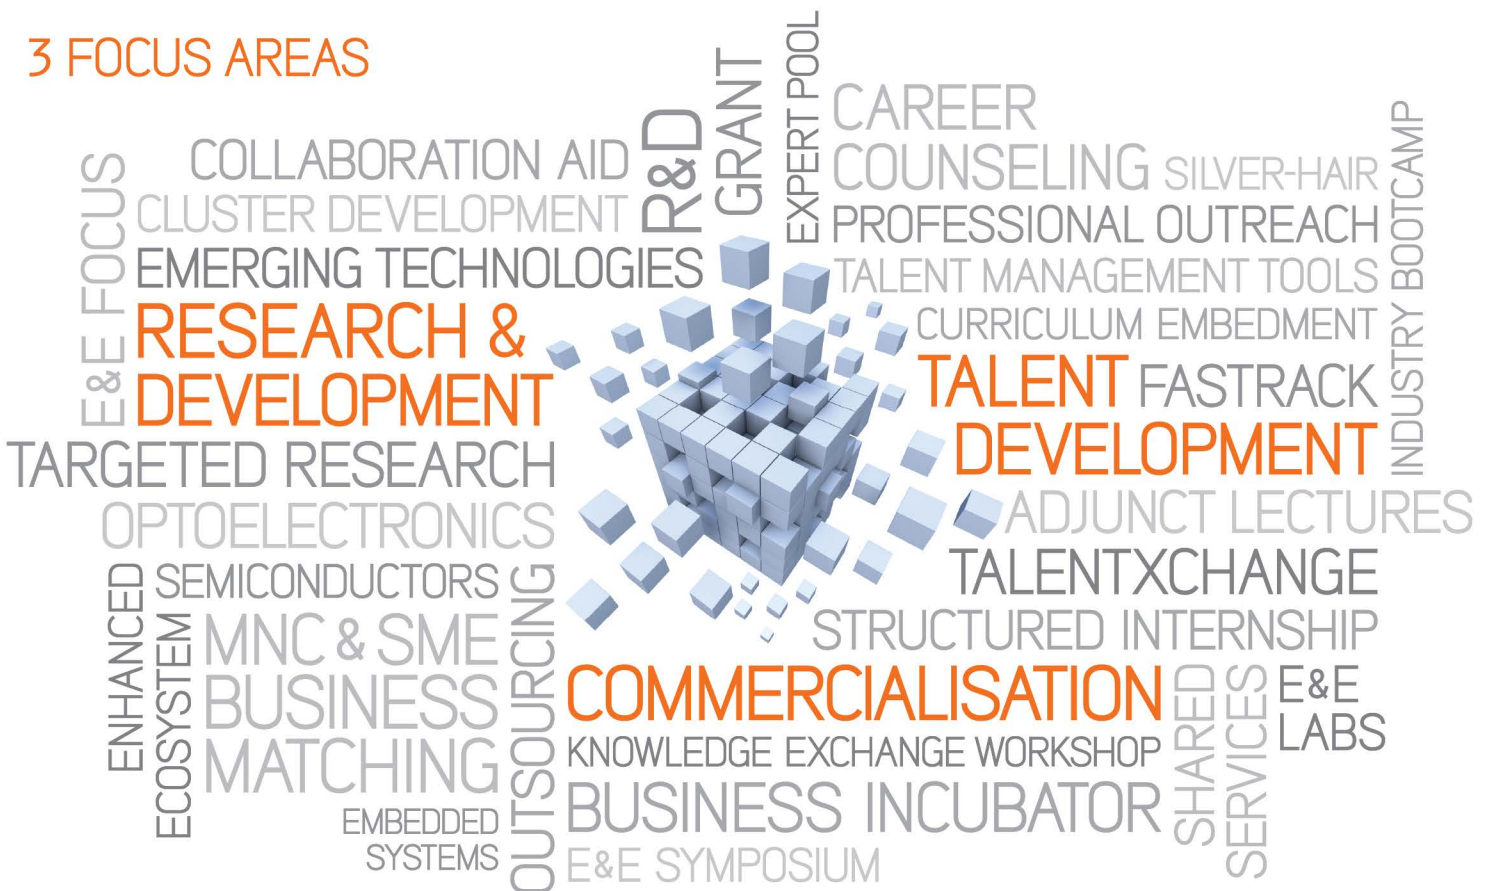 3 FOCUS AREAS
COLLABORATION AID
CLUSTER DEVELOPMENT
EMERGING TECHNOLOGIES
E&E FOCUS
R&D
GRANT
RESEARCH &
DEVELOPMENT
TARGETED RESEARCH
OPTOELECTRONICS
SEMICONDUCTORS
ENHANCED
ECOSYSTEM
MNC & SME
BUSINESS
MATCHING
EMBEDDED
SYSTEMS
OUTSOURCING
EXPERT POOL
CAREER
COUNSELING SILVER-HAIR
PROFESSIONAL OUTREACH
TALENT MANAGEMENT TOOLS
CURRICULUM EMBEDMENT
TALENT FASTRACK
DEVELOPMENT
INDUSTRY BOOTCAMP
ADJUNCT LECTURES
TALENTXCHANGE
STRUCTURED INTERNSHIP
COMMERCIALISATION
KNOWLEDGE EXCHANGE WORKSHOP
BUSINESS INCUBATOR
E&E SYMPOSIUM
SHARED
SERVICES
E&E
LABS